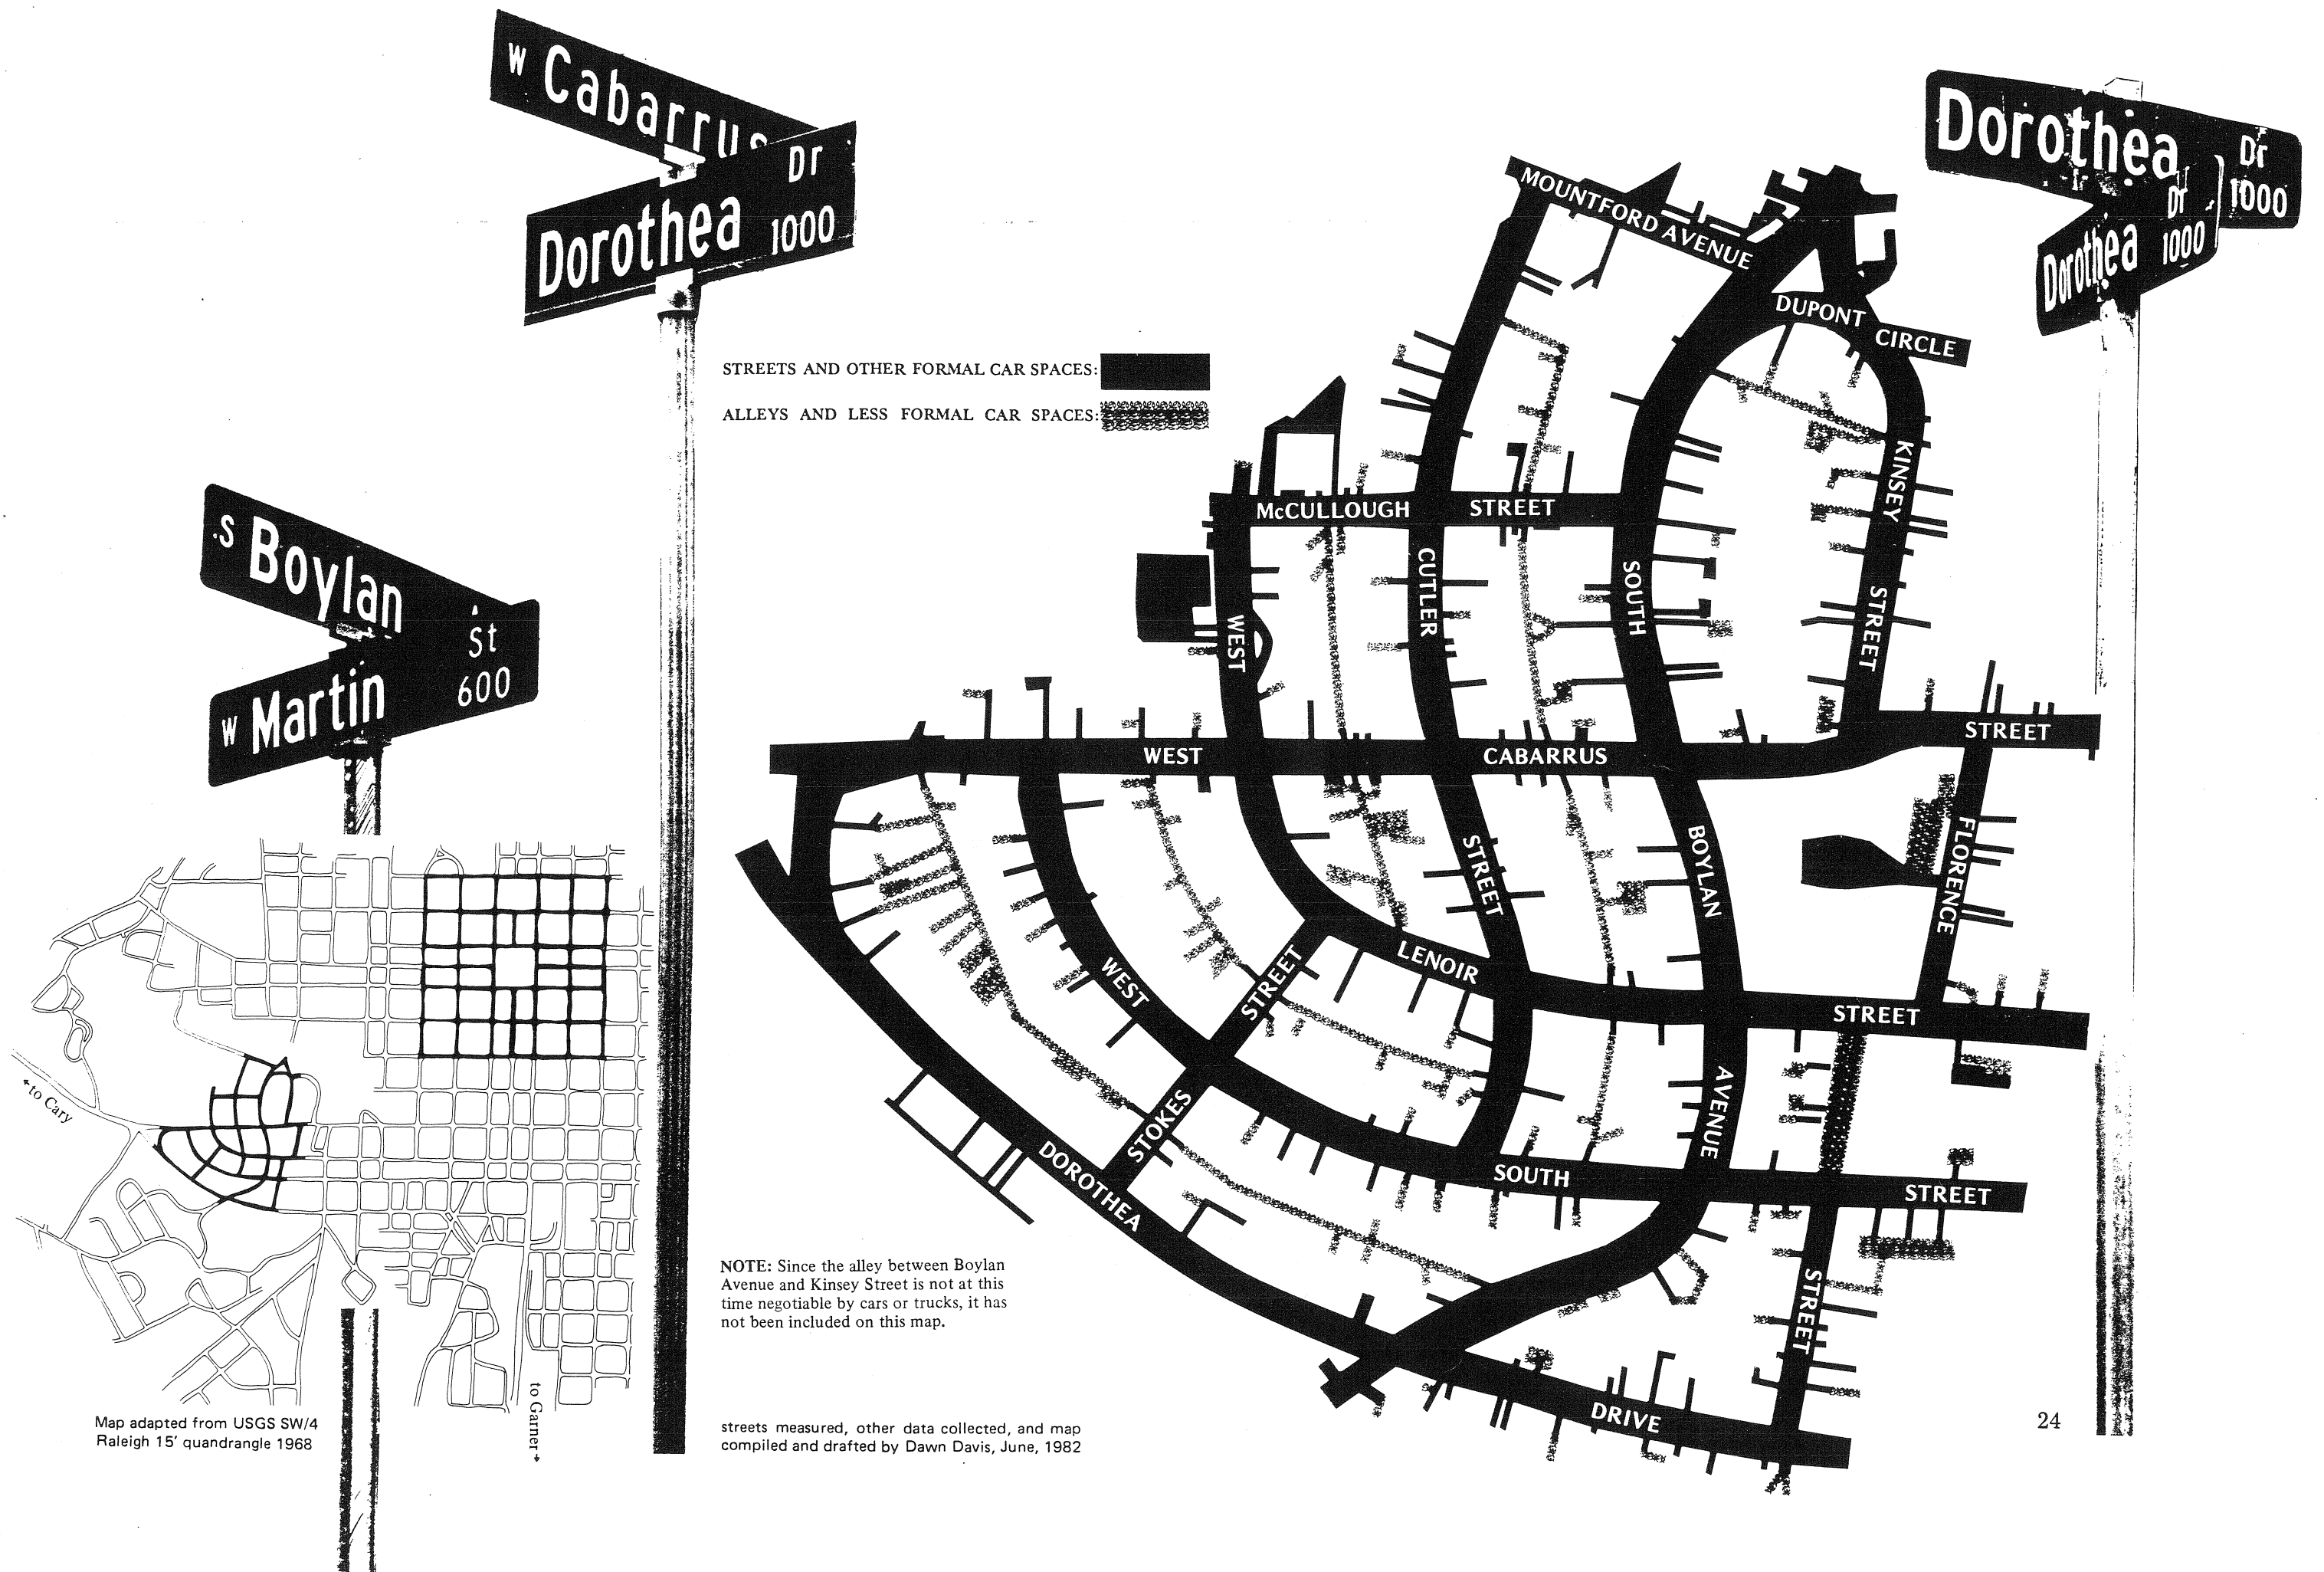 W Cabarrus
Dorothea Dr 1000
Dorothea Dr 1000
Dorothea Dr 1000
S Boylan
W Martin St 600
STREETS AND OTHER FORMAL CAR SPACES:
ALLEYS AND LESS FORMAL CAR SPACES:
MOUNTFORD AVENUE
DUPONT CIRCLE
KINSEY STREET
McCULLOUGH STREET
WEST
CUTLER STREET
SOUTH BOYLAN AVENUE
WEST CABARRUS STREET
FLORENCE STREET
WEST
LENOIR STREET
STOKES STREET
SOUTH STREET
DOROTHEA DRIVE
to Cary
to Garner
Map adapted from USGS SW/4
Raleigh 15' quandrangle 1968
NOTE: Since the alley between Boylan
Avenue and Kinsey Street is not at this
time negotiable by cars or trucks, it has
not been included on this map.
streets measured, other data collected, and map
compiled and drafted by Dawn Davis, June, 1982
24